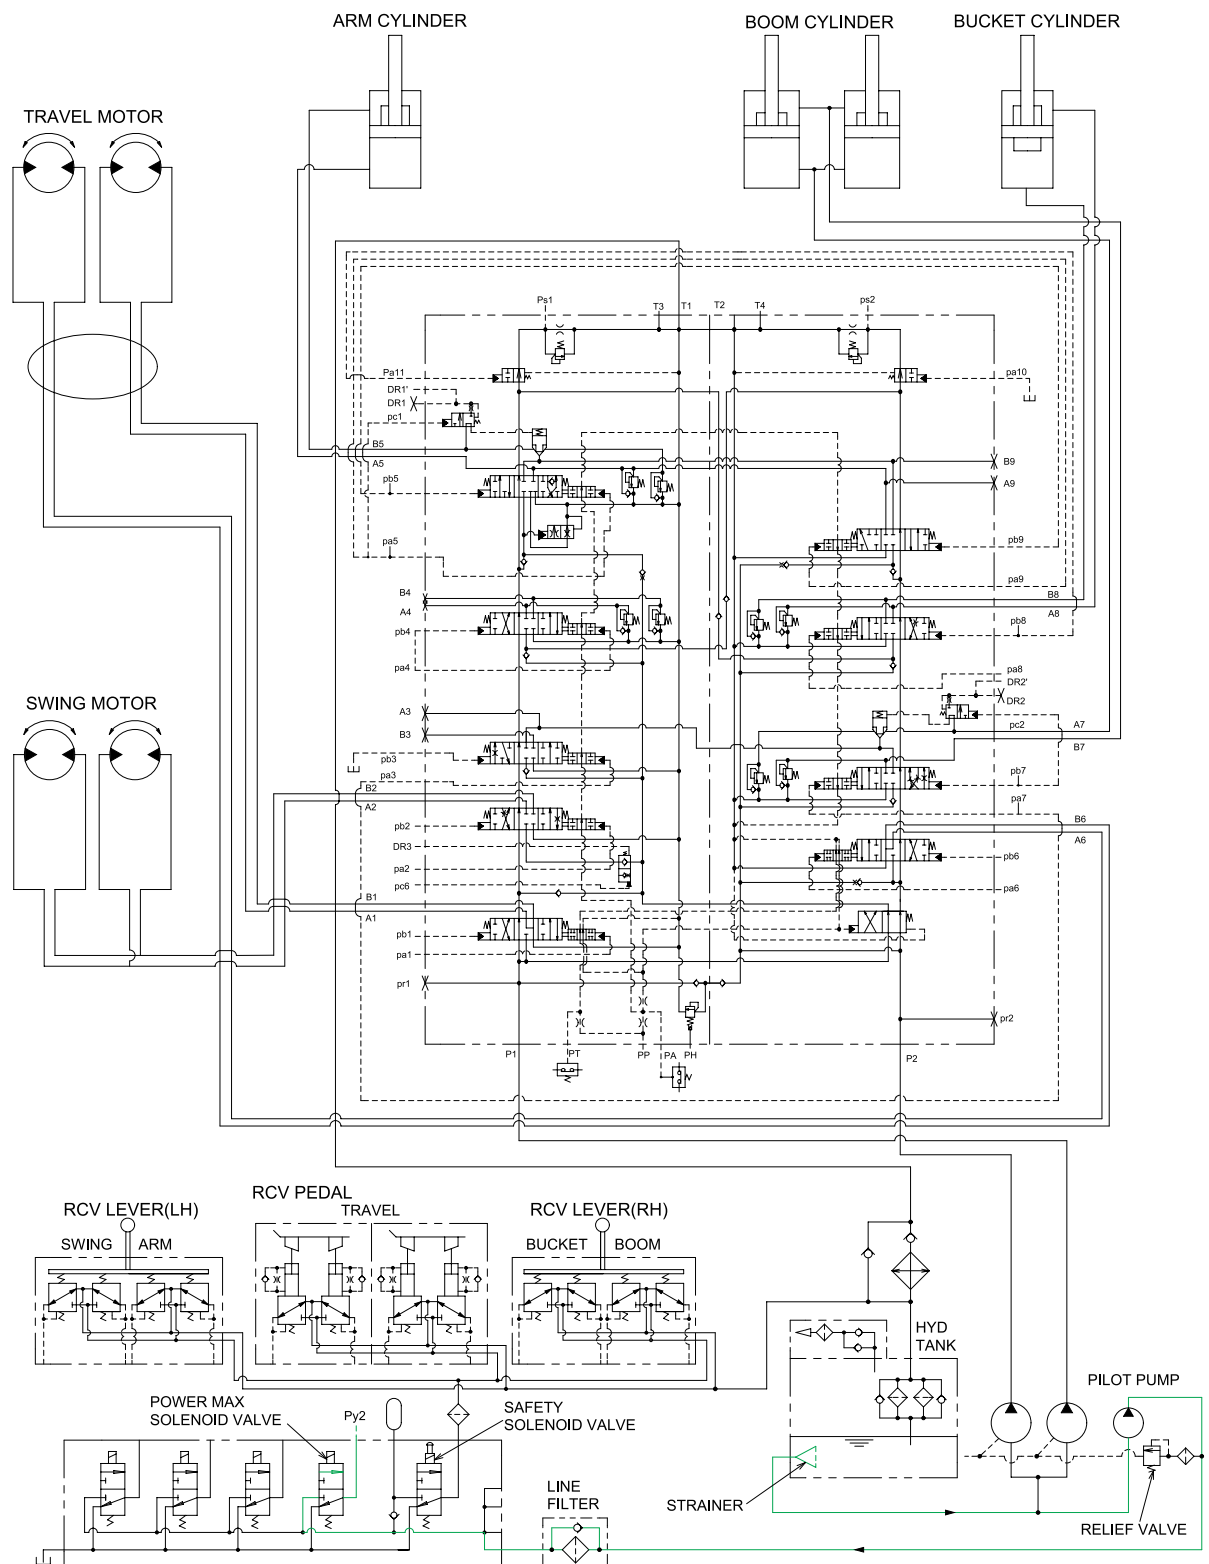 ARM CYLINDER
BOOM CYLINDER
BUCKET CYLINDER
TRAVEL MOTOR
Ps1
T3
T1
T2
T4
ps2
Pa11
pa10
DR1'
DR1
pc1
B5
A5
B9
A9
pb5
pb9
pa5
pa9
B4
A4
B8
A8
pb4
pb8
pa4
pa8
DR2'
DR2
SWING MOTOR
A3
B3
pc2
A7
B7
pb3
pa3
pb7
B2
A2
pa7
pb2
B6
A6
DR3
pb6
pa2
pc6
pa6
B1
A1
pb1
pa1
pr1
pr2
P1
PT
PP
PA
PH
P2
RCV LEVER(LH)
SWING
ARM
RCV PEDAL
TRAVEL
RCV LEVER(RH)
BUCKET
BOOM
HYD
TANK
PILOT PUMP
POWER MAX
SOLENOID VALVE
Py2
SAFETY
SOLENOID VALVE
LINE
FILTER
STRAINER
RELIEF VALVE